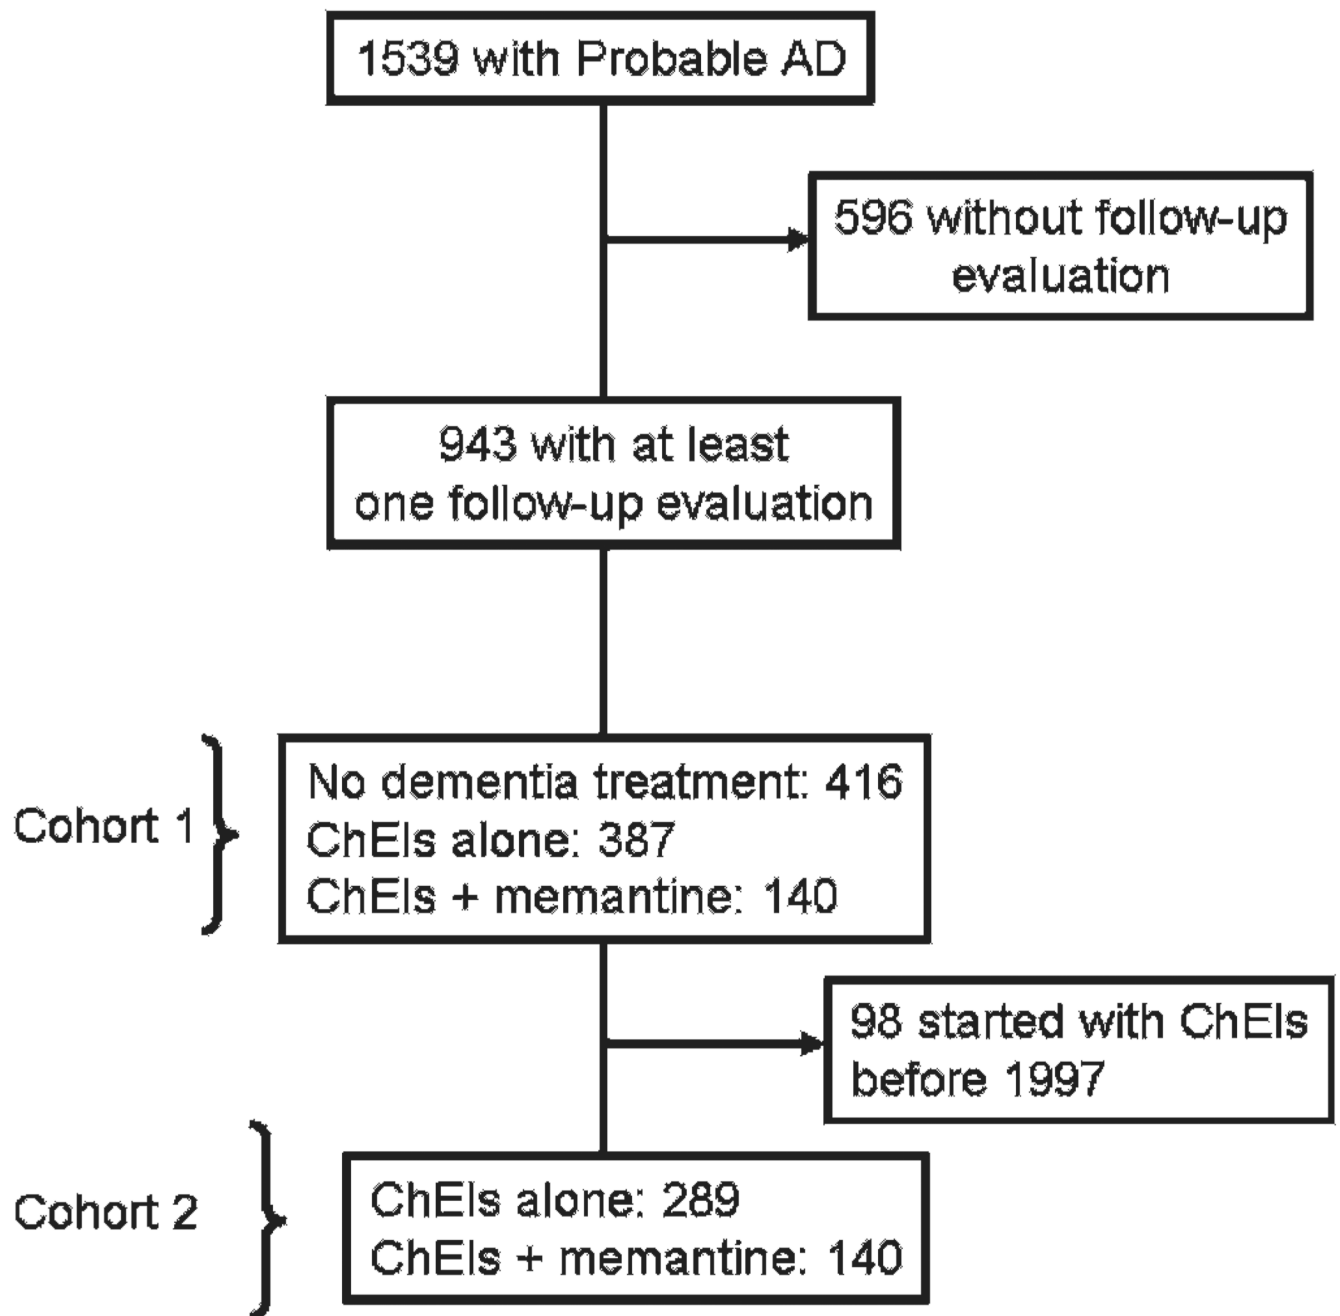 1539 with Probable AD
596 without follow-up
evaluation
943 with at least
one follow-up evaluation
Cohort 1
No dementia treatment: 416
ChEIs alone: 387
ChEIs + memantine: 140
98 started with ChEIs
before 1997
Cohort 2
ChEIs alone: 289
ChEIs + memantine: 140